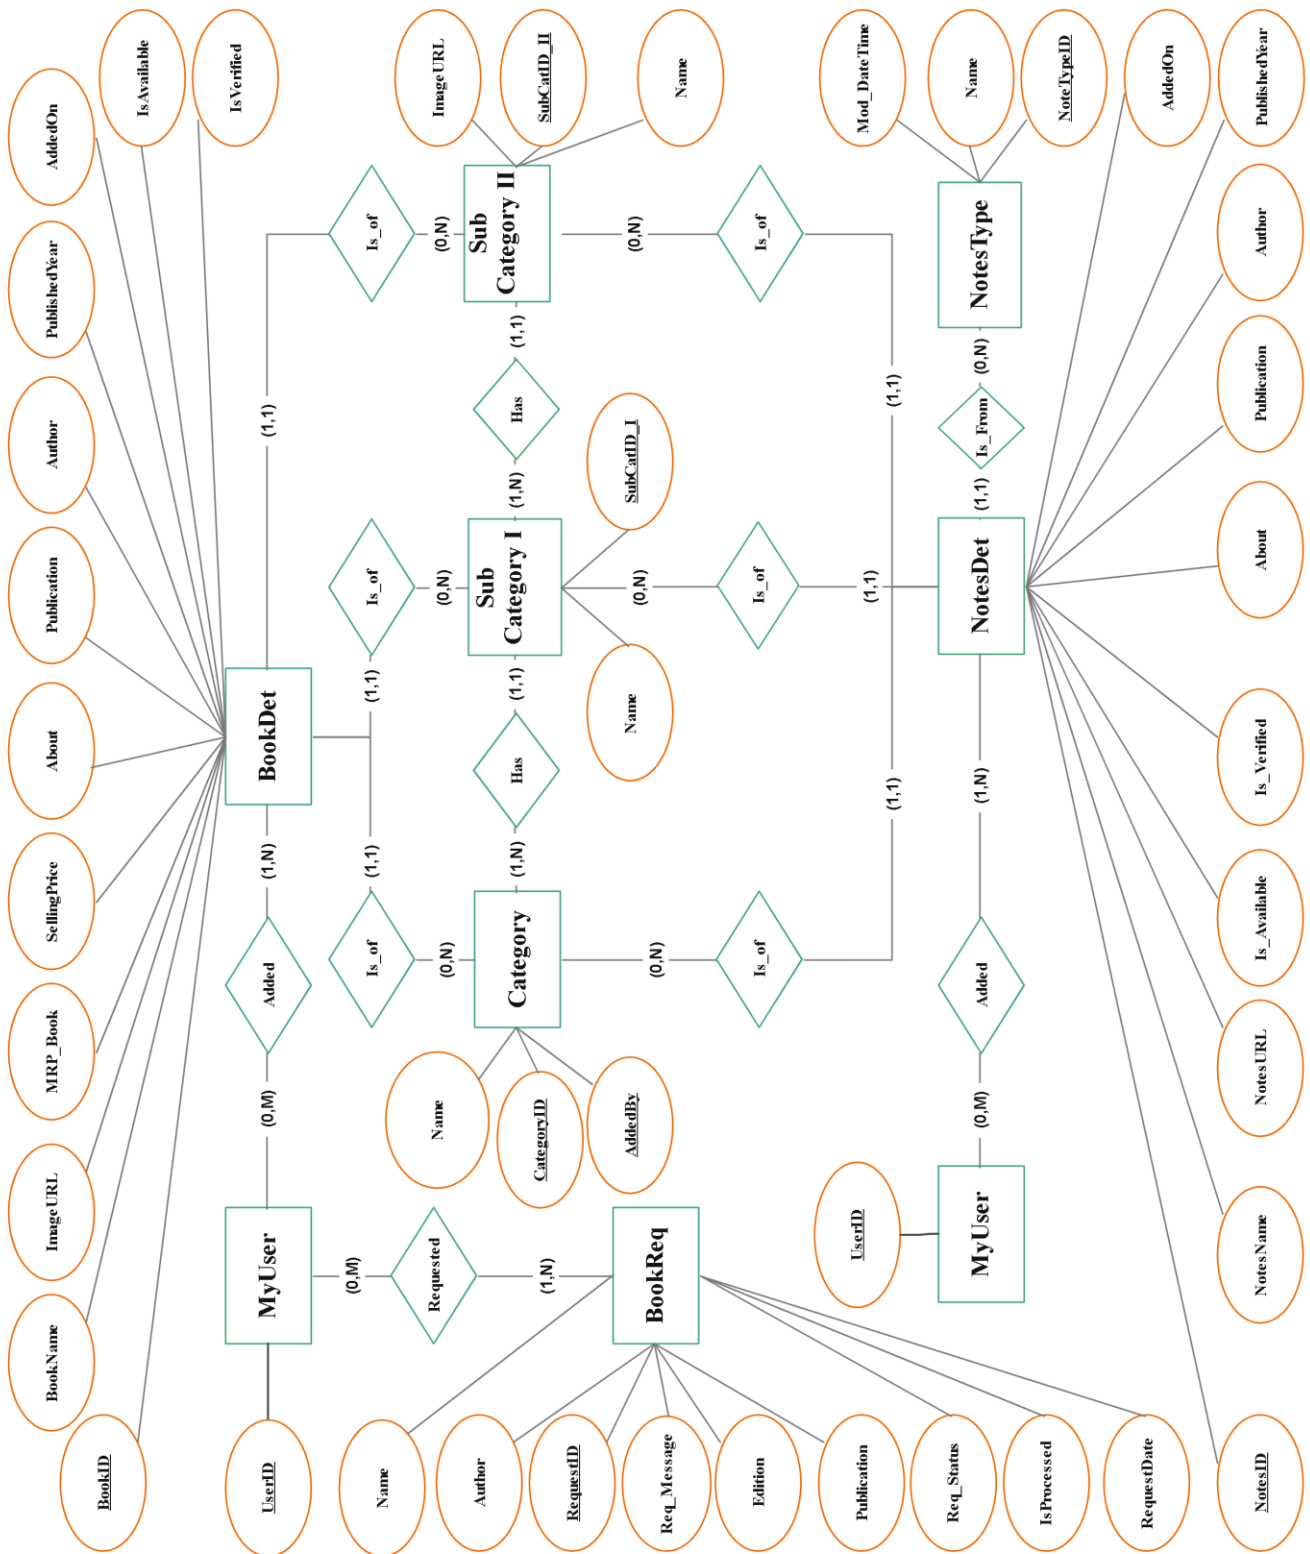 BookID
BookName
ImageURL
MRP_Book
SellingPrice
About
Publication
Author
PublishedYear
AddedOn
IsAvailable
IsVerified
UserID
MyUser
(0,M)
Added
(1,N)
BookDet
(1,1)
Is_of
(0,N)
(0,M)
Requested
(1,N)
BookReq
Is_of
(1,1)
(0,N)
(1,1)
Is_of
(0,N)
Name
CategoryID
AddedBy
Category
(1,N)
Has
(1,1)
Sub
Category I
(1,N)
Has
(1,1)
Sub
Category II
ImageURL
SubCatID_II
Name
Name
SubCatID_I
Name
Author
RequestID
Req_Message
Edition
Publication
Req_Status
IsProcessed
RequestDate
(0,N)
Is_of
(1,1)
(0,N)
Is_of
(1,1)
(0,N)
Is_of
(1,1)
UserID
MyUser
(0,M)
Added
(1,N)
NotesDet
(1,1)
Is_From
(0,N)
NotesType
Mod_DateTime
Name
NoteTypeID
NotesID
NotesName
NotesURL
Is_Available
Is_Verified
About
Publication
Author
PublishedYear
AddedOn